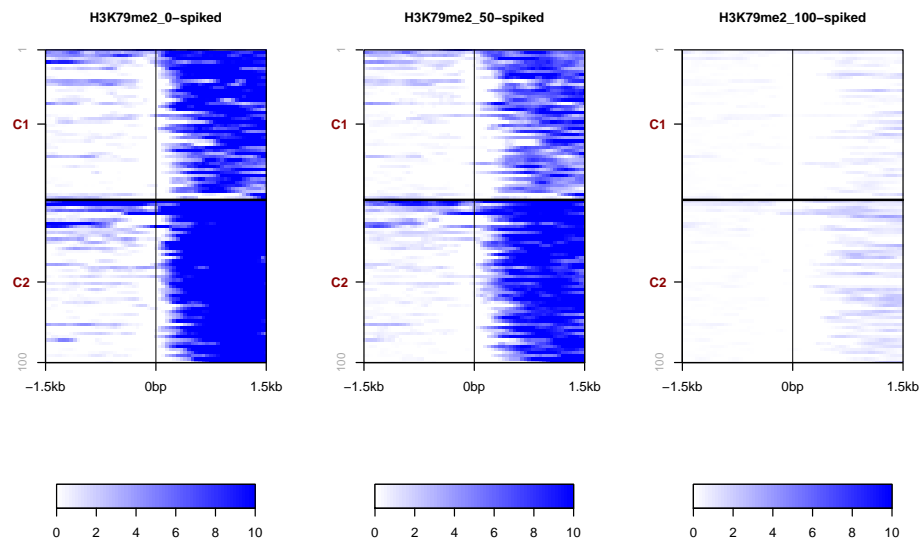 H3K79me2_0−spiked
H3K79me2_50−spiked
H3K79me2_100−spiked
1
1
1
C1
C1
C1
C2
C2
C2
100
100
100
−1.5kb 0bp 1.5kb
−1.5kb 0bp 1.5kb
−1.5kb 0bp 1.5kb
0 2 4 6 8 10
0 2 4 6 8 10
0 2 4 6 8 10